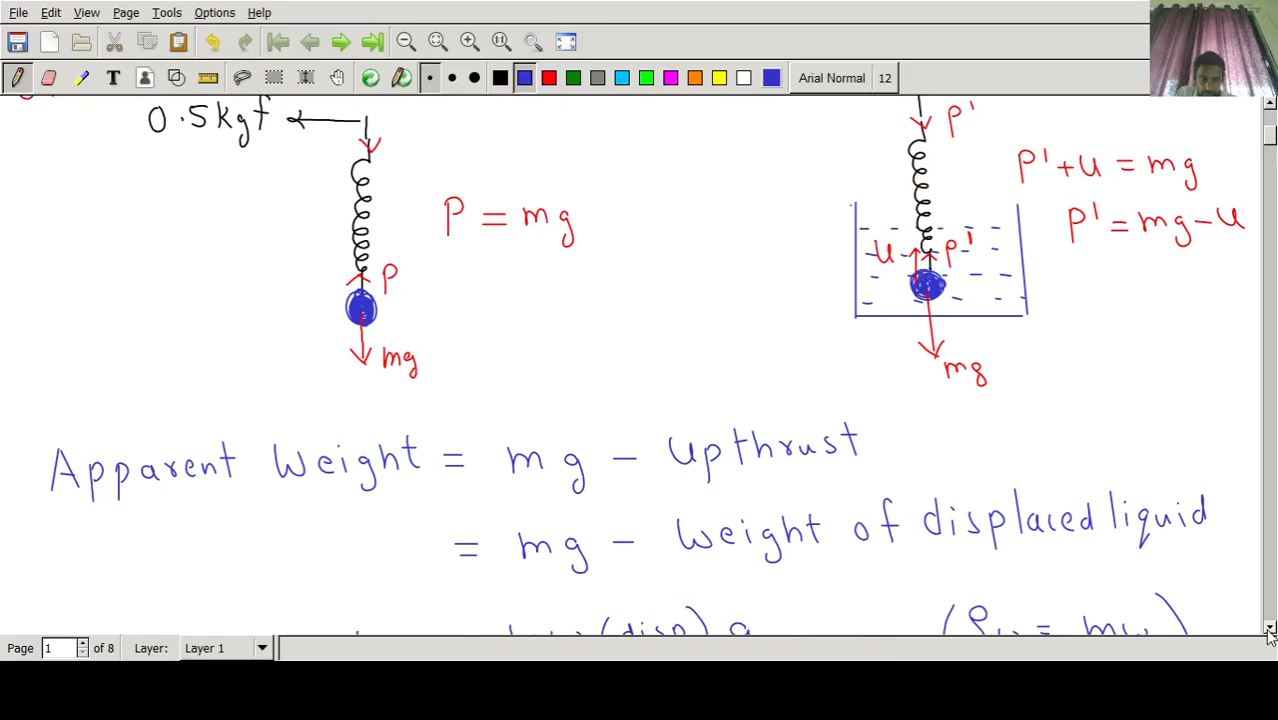 File Edit View Page Tools Options Help
Arial Normal 12
0.5kgf
P'
P'+U = mg
P = mg
P' = mg-U
U P'
P
mg
mg
Apparent Weight = mg - upthrust
= mg - Weight of displaced liquid
(disp) g
Page 1 of 8 Layer: Layer 1